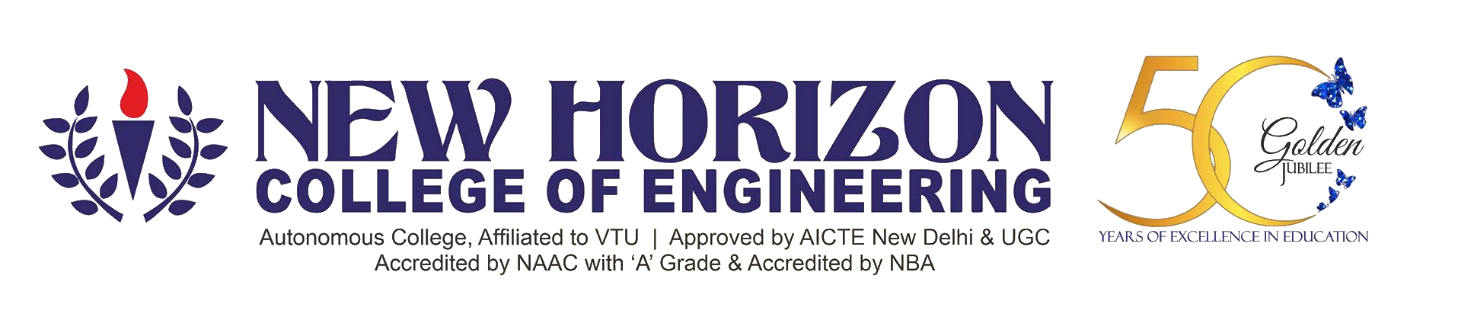 NEW HORIZON
COLLEGE OF ENGINEERING
Autonomous College, Affiliated to VTU | Approved by AICTE New Delhi & UGC
Accredited by NAAC with ‘A’ Grade & Accredited by NBA
50
Golden
JUBILEE
YEARS OF EXCELLENCE IN EDUCATION